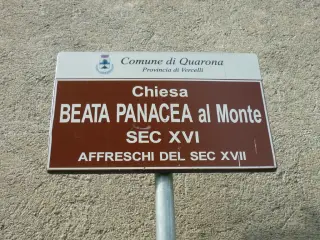 Comune di Quarona
Provincia di Vercelli
Chiesa
BEATA PANACEA al Monte
SEC XVI
AFFRESCHI DEL SEC XVII